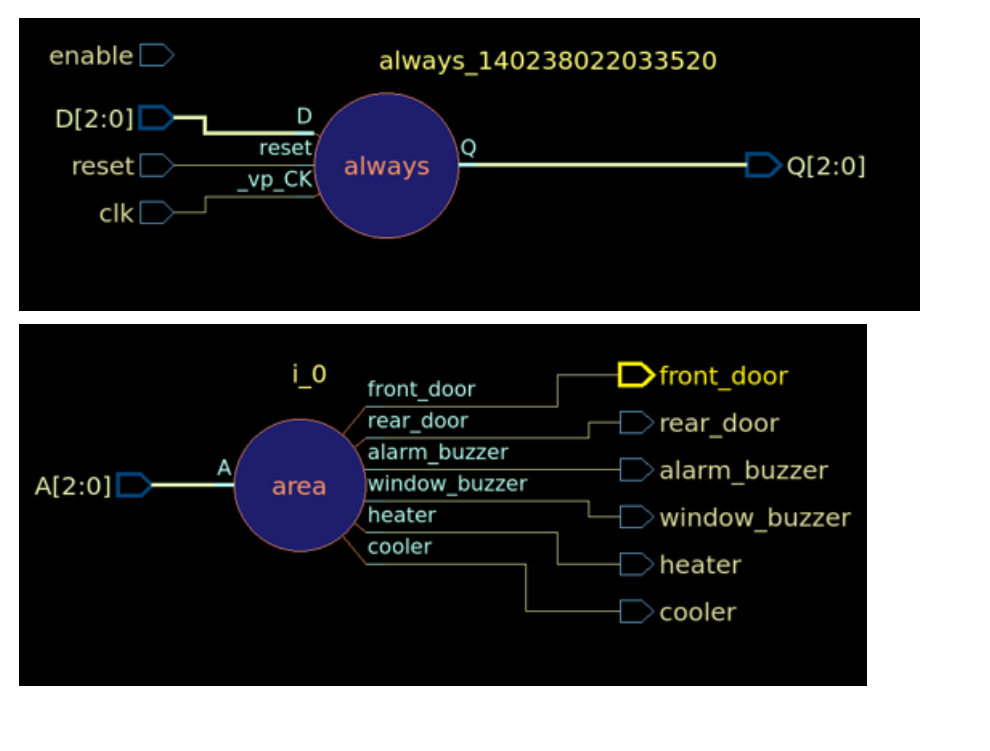 enable
always_140238022033520
D[2:0]
D
reset
reset
always
Q
Q[2:0]
_vp_CK
clk
i_0
front_door
front_door
rear_door
rear_door
alarm_buzzer
alarm_buzzer
A[2:0]
A
area
window_buzzer
window_buzzer
heater
heater
cooler
cooler